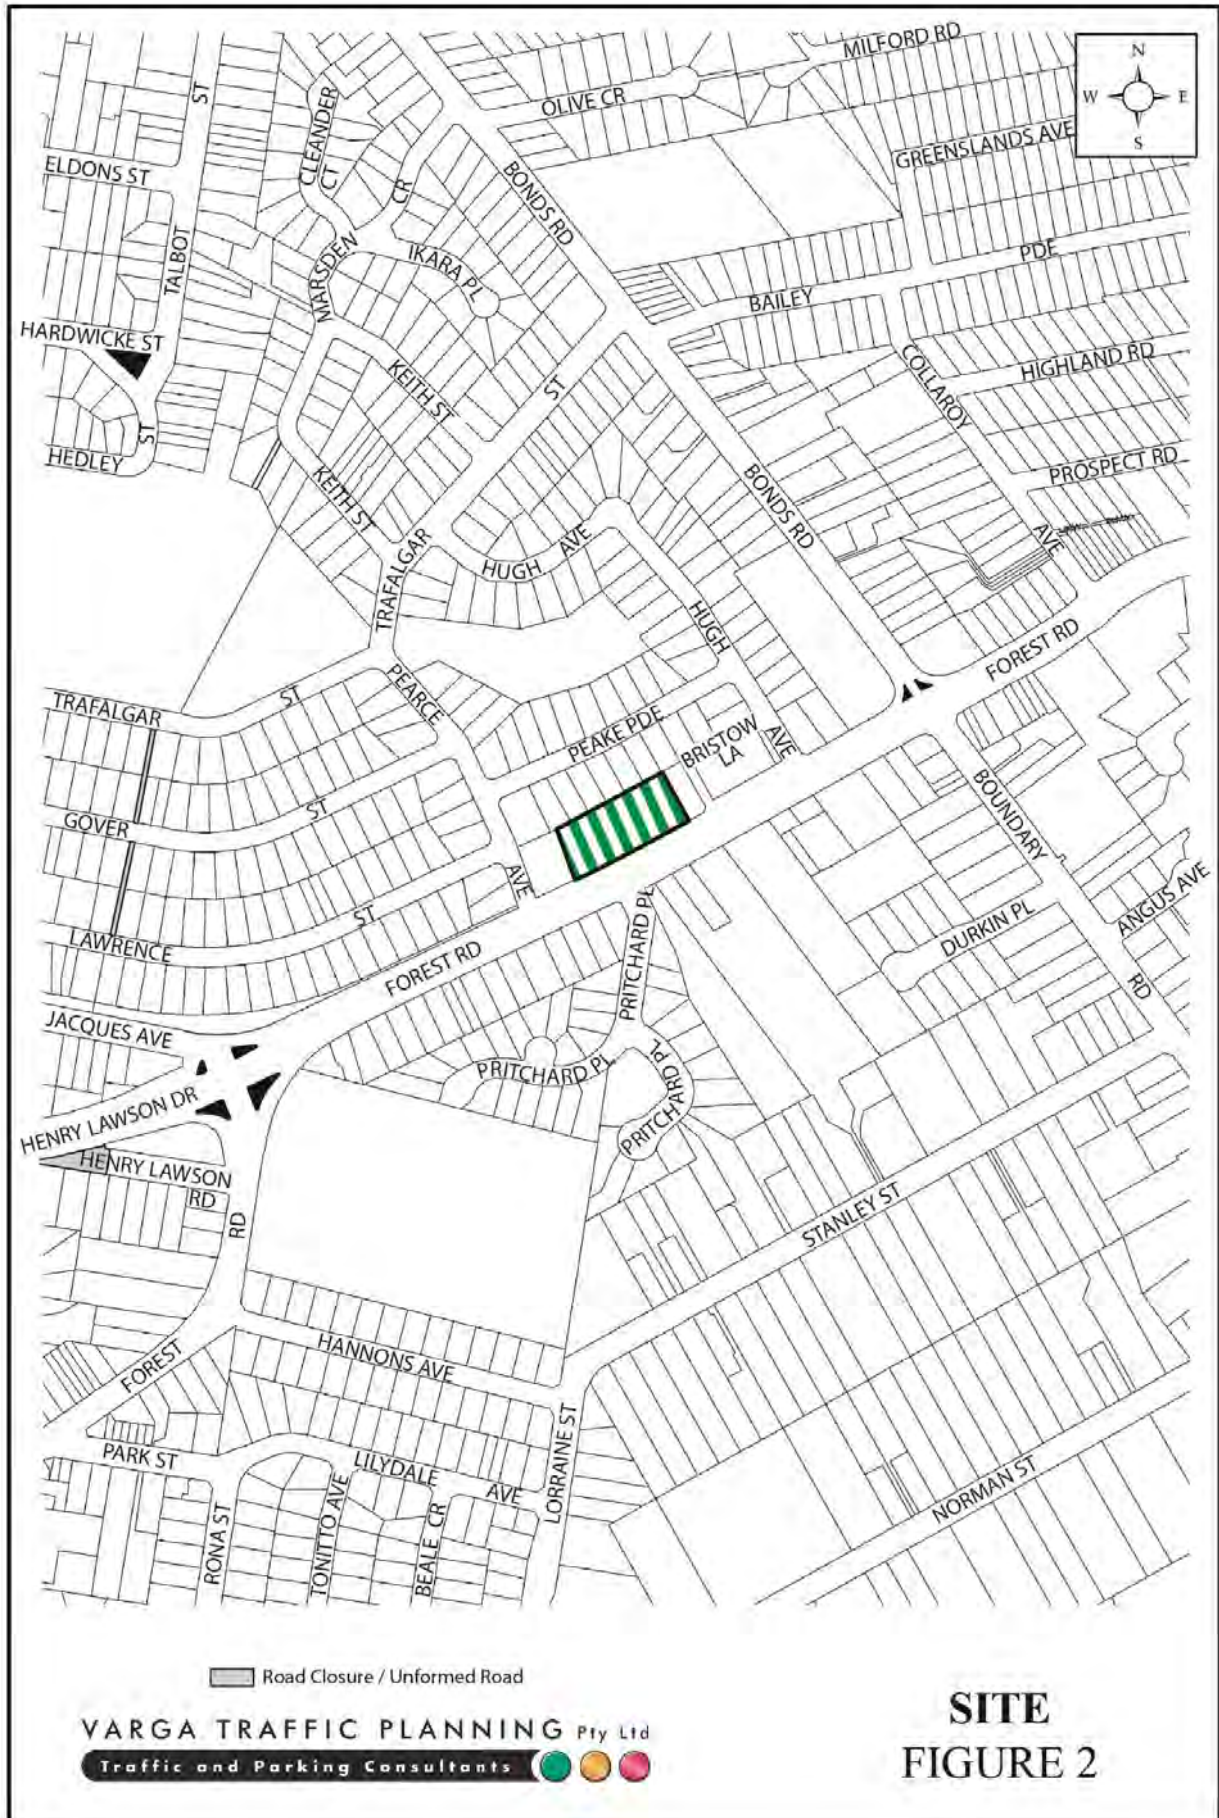 MILFORD RD
N
W E
S
OLIVE CR
ST
CLEANDER
CT
GREENSLANDS AVE
ELDONS ST
CR
BONDS RD
TALBOT
MARSDEN
IKARA PL
PDE
BAILEY
HARDWICKE ST
COLLAROY
HIGHLAND RD
KEITH ST
ST
ST
HEDLEY
PROSPECT RD
KEITH ST
BONDS RD
AVE
TRAFALGAR
HUGH AVE
HUGH
FOREST RD
PEARCE
TRAFALGAR ST
PEAKE PDE
BRISTOW
LA
AVE
BOUNDARY
GOVER ST
AVE
ANGUS AVE
LAWRENCE ST
DURKIN PL
FOREST RD
PRITCHARD PL
RD
JACQUES AVE
PRITCHARD PL
PRITCHARD PL
PRITCHARD PL
HENRY LAWSON DR
HENRY LAWSON
RD
RD
STANLEY ST
HANNONS AVE
FOREST
LORRAINE ST
PARK ST
LILYDALE AVE
NORMAN ST
RONA ST
TONITTO AVE
BEALE CR
Road Closure / Unformed Road
VARGA TRAFFIC PLANNING Pty Ltd
Traffic and Parking Consultants
SITE
FIGURE 2